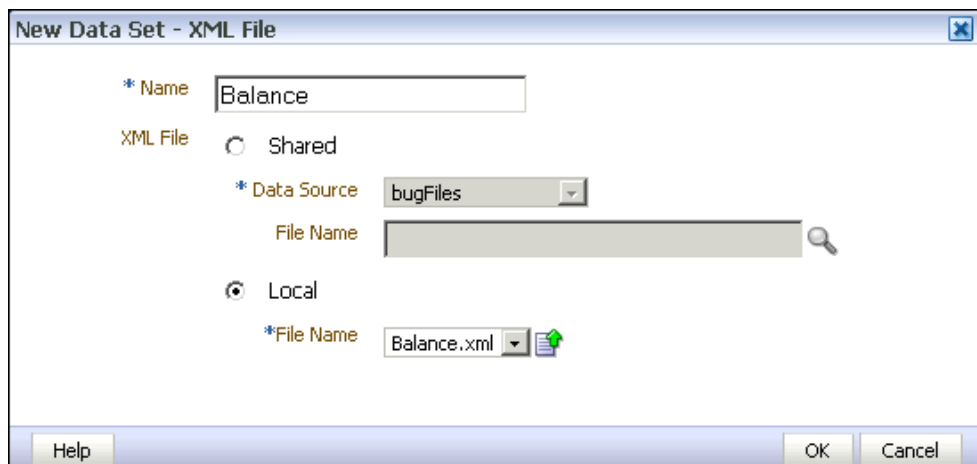 New Data Set - XML File
* Name Balance
XML File Shared
* Data Source bugFiles
File Name
Local
*File Name Balance.xml
Help OK Cancel